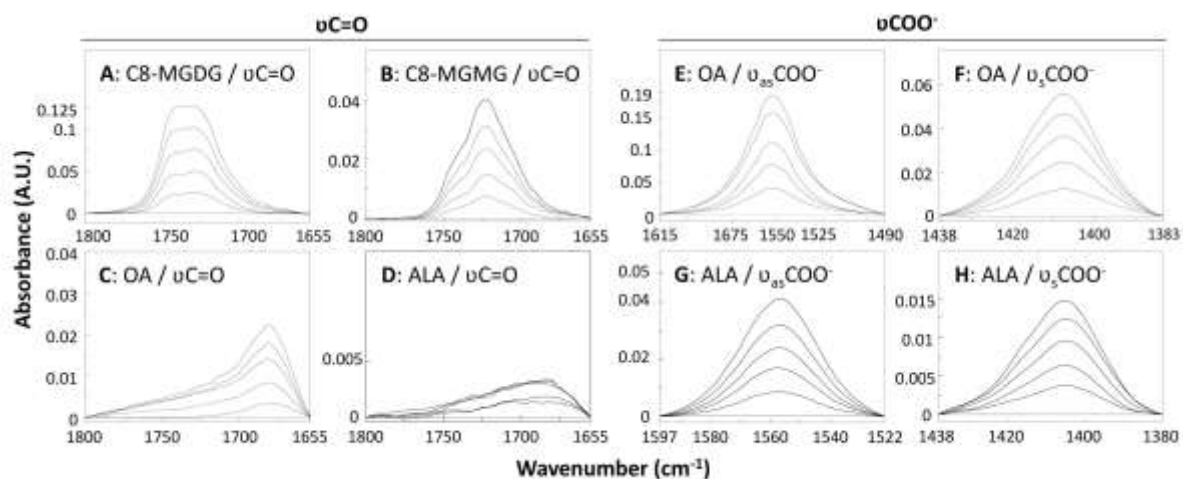 υC=O
υCOO⁻
A: C8-MGDG / υC=O
0.125
0.1
0.05
0
1800 1750 1700 1655
B: C8-MGMG / υC=O
0.04
0.02
0
1800 1750 1700 1655
E: OA / υasCOO⁻
0.19
0.15
0.1
0.05
0
1615 1675 1550 1525 1490
F: OA / υsCOO⁻
0.06
0.04
0.02
0
1438 1420 1400 1383
Absorbance (A.U.)
C: OA / υC=O
0.04
0.03
0.02
0.01
0
1800 1750 1700 1655
D: ALA / υC=O
0.005
0
1800 1750 1700 1655
G: ALA / υasCOO⁻
0.05
0.04
0.02
0
1597 1580 1560 1540 1522
H: ALA / υsCOO⁻
0.015
0.01
0.005
0
1438 1420 1400 1380
Wavenumber (cm⁻¹)